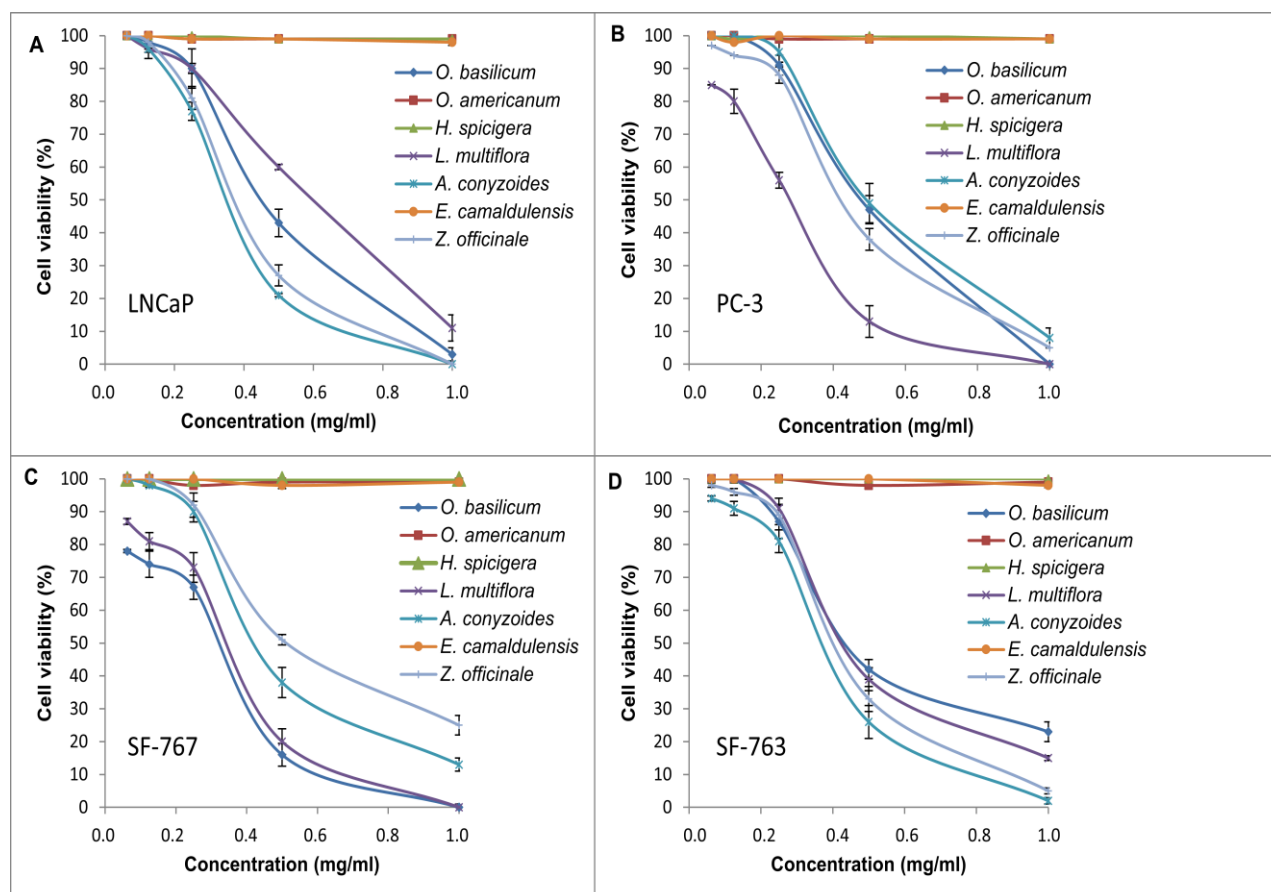 A
100
90
80
70
60
50
40
30
20
10
0
Cell viability (%)
0.0 0.2 0.4 0.6 0.8 1.0
Concentration (mg/ml)
LNCaP
O. basilicum
O. americanum
H. spicigera
L. multiflora
A. conyzoides
E. camaldulensis
Z. officinale
B
100
90
80
70
60
50
40
30
20
10
0
Cell viability (%)
0.0 0.2 0.4 0.6 0.8 1.0
Concentration (mg/ml)
PC-3
O. basilicum
O. americanum
H. spicigera
L. multiflora
A. conyzoides
E. camaldulensis
Z. officinale
C
100
90
80
70
60
50
40
30
20
10
0
Cell viability (%)
0.0 0.2 0.4 0.6 0.8 1.0
Concentration (mg/ml)
SF-767
O. basilicum
O. americanum
H. spicigera
L. multiflora
A. conyzoides
E. camaldulensis
Z. officinale
D
100
90
80
70
60
50
40
30
20
10
0
Cell viability (%)
0.0 0.2 0.4 0.6 0.8 1.0
Concentration (mg/ml)
SF-763
O. basilicum
O. americanum
H. spicigera
L. multiflora
A. conyzoides
E. camaldulensis
Z. officinale